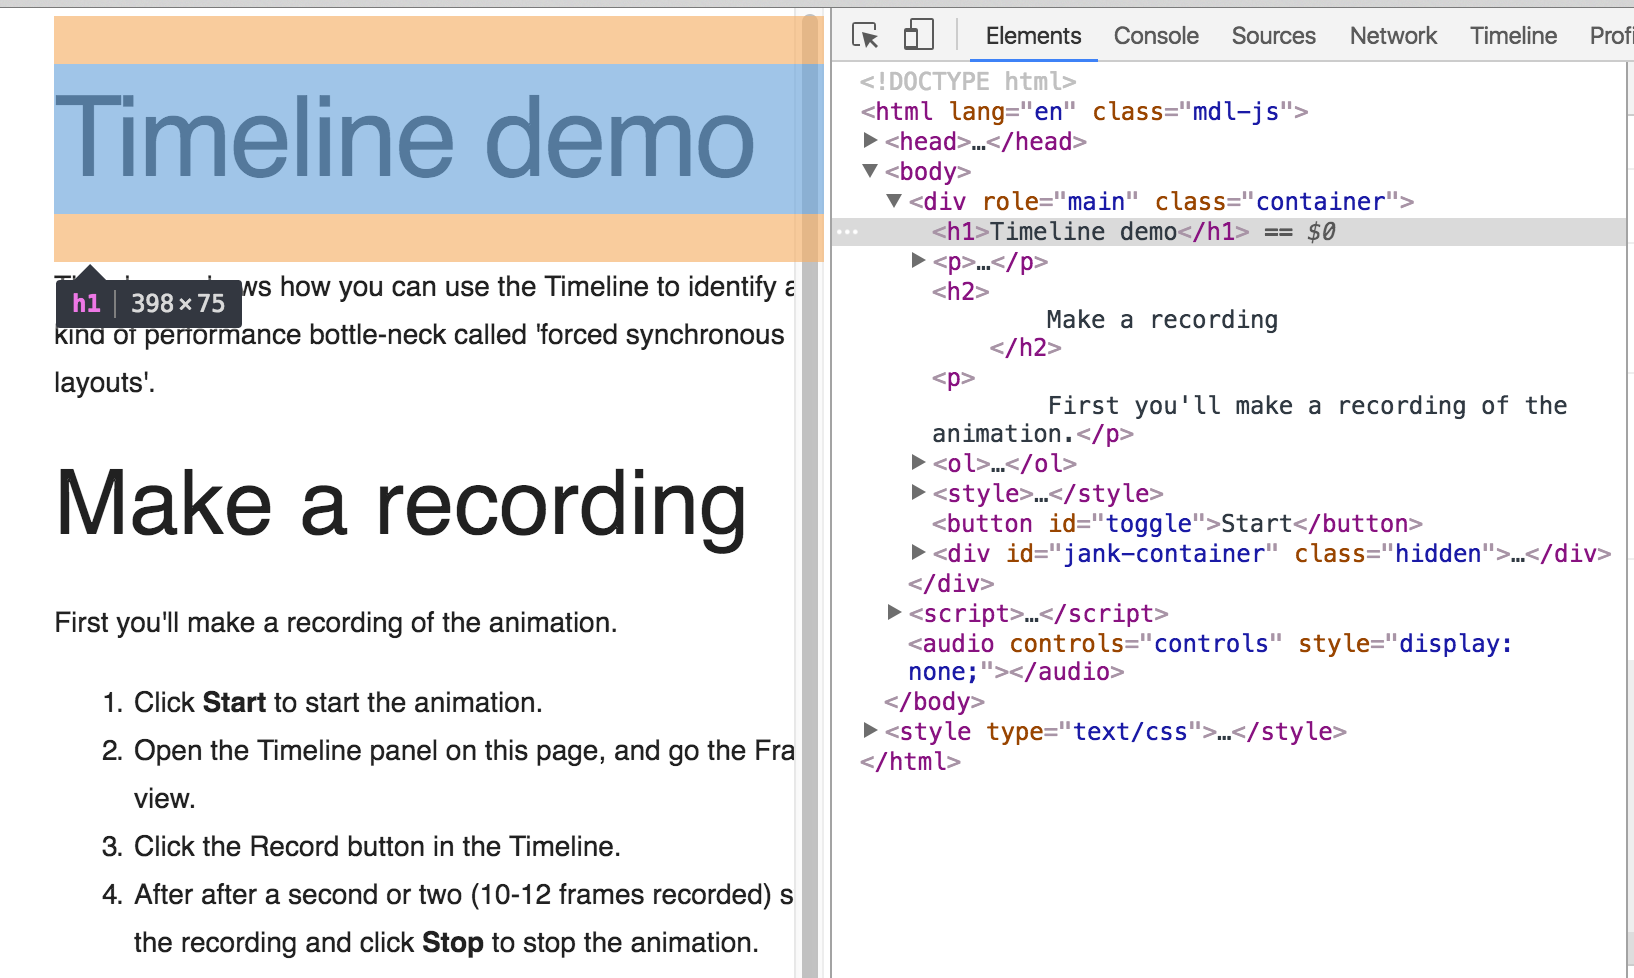 Timeline demo
ws how you can use the Timeline to identify a
h1 398 × 75
kind of performance bottle-neck called 'forced synchronous
layouts'.
Make a recording
First you'll make a recording of the animation.
1. Click Start to start the animation.
2. Open the Timeline panel on this page, and go the Fra
view.
3. Click the Record button in the Timeline.
4. After after a second or two (10-12 frames recorded) s
the recording and click Stop to stop the animation.
Elements Console Sources Network Timeline Profi
<!DOCTYPE html>
<html lang="en" class="mdl-js">
<head>…</head>
<body>
<div role="main" class="container">
<h1>Timeline demo</h1> == $0
<p>…</p>
<h2>
Make a recording
</h2>
<p>
First you'll make a recording of the
animation.</p>
<ol>…</ol>
<style>…</style>
<button id="toggle">Start</button>
<div id="jank-container" class="hidden">…</div>
</div>
<script>…</script>
<audio controls="controls" style="display:
none;"></audio>
</body>
<style type="text/css">…</style>
</html>